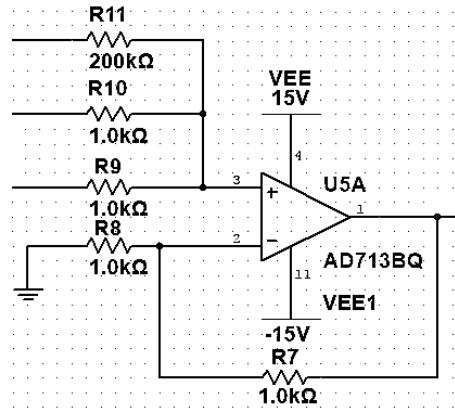 R11
200kΩ
R10
1.0kΩ
R9
1.0kΩ
R8
1.0kΩ
VEE
15V
4
3
U5A
+
1
2
-
AD713BQ
11
VEE1
-15V
R7
1.0kΩ